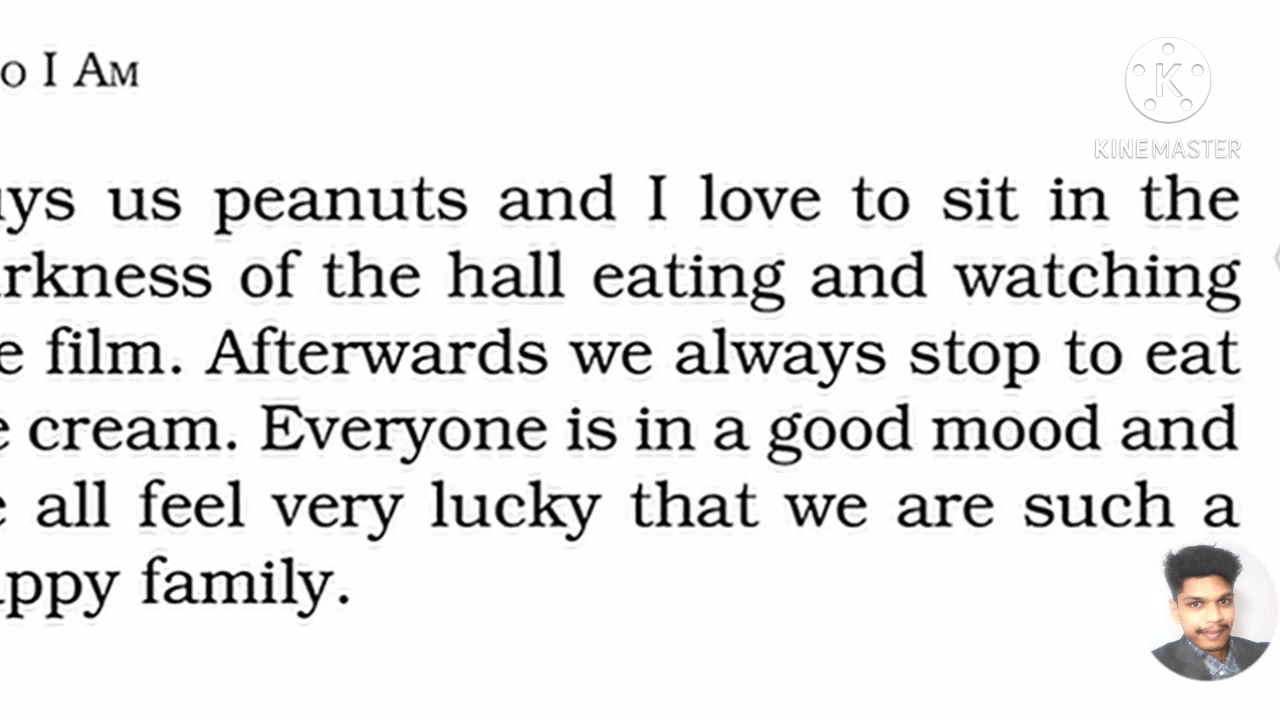 o I Am
KINEMASTER
ys us peanuts and I love to sit in the
rkness of the hall eating and watching
e film. Afterwards we always stop to eat
e cream. Everyone is in a good mood and
e all feel very lucky that we are such a
appy family.